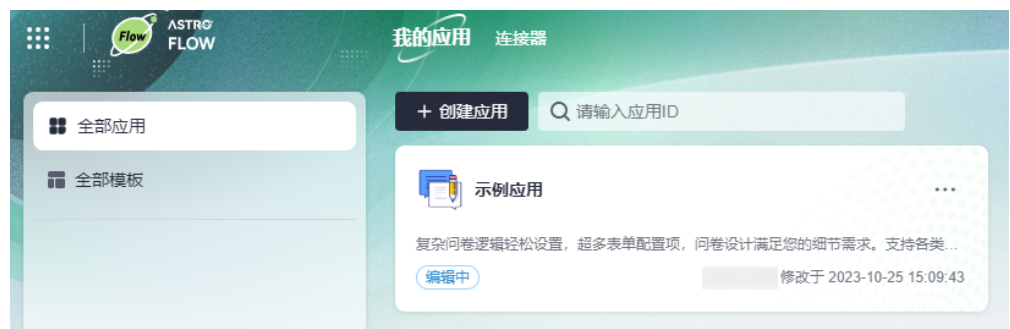 Flow
ASTRO
FLOW
我的应用 连接器
全部应用
全部模板
+ 创建应用
请输入应用ID
示例应用
...
复杂问卷逻辑轻松设置，超多表单配置项，问卷设计满足您的细节需求。支持各类...
编辑中
修改于 2023-10-25 15:09:43